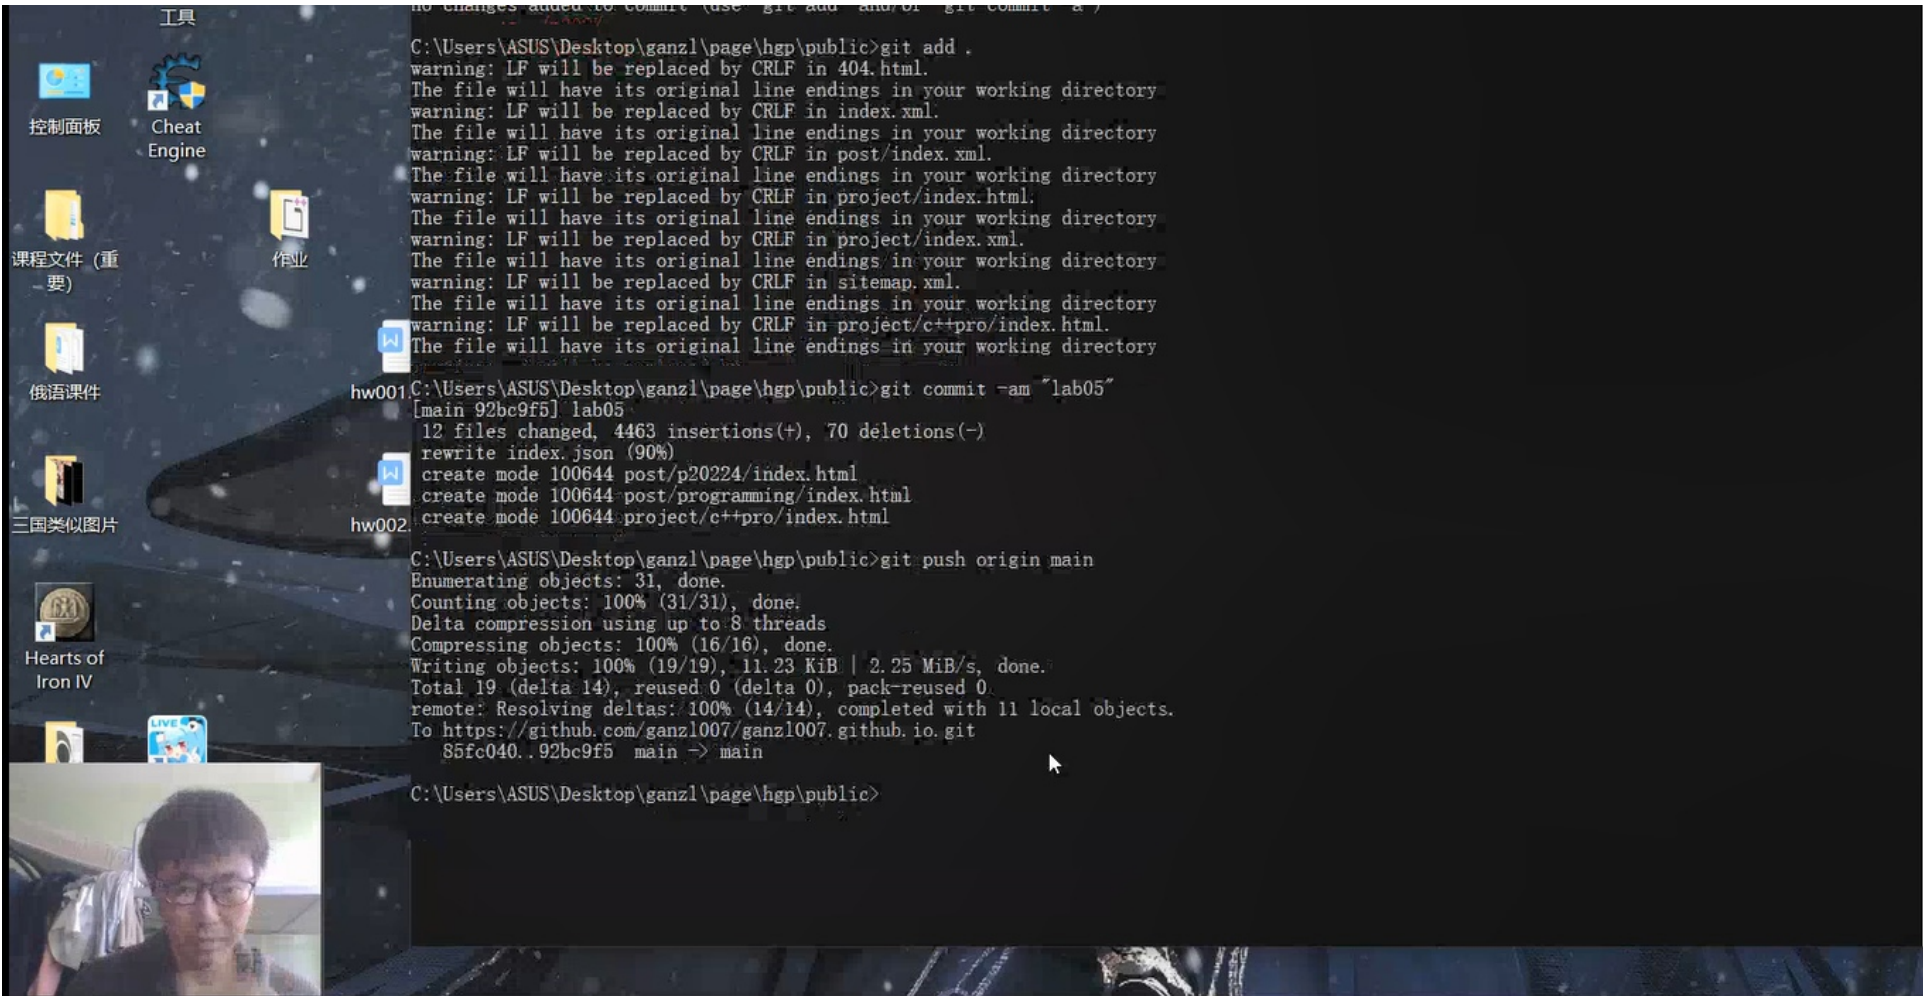 工具
控制面板
Cheat
Engine
课程文件（重
要）
作业
俄语课件
hw001.
三国类似图片
hw002.
Hearts of
Iron IV
LIVE
no changes added to commit (use "git add" and/or "git commit -a")
C:\Users\ASUS\Desktop\ganzl\page\hgp\public>git add .
warning: LF will be replaced by CRLF in 404.html.
The file will have its original line endings in your working directory
warning: LF will be replaced by CRLF in index.xml.
The file will have its original line endings in your working directory
warning: LF will be replaced by CRLF in post/index.xml.
The file will have its original line endings in your working directory
warning: LF will be replaced by CRLF in project/index.html.
The file will have its original line endings in your working directory
warning: LF will be replaced by CRLF in project/index.xml.
The file will have its original line endings in your working directory
warning: LF will be replaced by CRLF in sitemap.xml.
The file will have its original line endings in your working directory
warning: LF will be replaced by CRLF in project/c++pro/index.html.
The file will have its original line endings in your working directory
C:\Users\ASUS\Desktop\ganzl\page\hgp\public>git commit -am "lab05"
[main 92bc9f5] lab05
12 files changed, 4463 insertions(+), 70 deletions(-)
rewrite index.json (90%)
create mode 100644 post/p20224/index.html
create mode 100644 post/programming/index.html
create mode 100644 project/c++pro/index.html
C:\Users\ASUS\Desktop\ganzl\page\hgp\public>git push origin main
Enumerating objects: 31, done.
Counting objects: 100% (31/31), done.
Delta compression using up to 8 threads
Compressing objects: 100% (16/16), done.
Writing objects: 100% (19/19), 11.23 KiB | 2.25 MiB/s, done.
Total 19 (delta 14), reused 0 (delta 0), pack-reused 0
remote: Resolving deltas: 100% (14/14), completed with 11 local objects.
To https://github.com/ganzl007/ganzl007.github.io.git
85fc040..92bc9f5 main -> main
C:\Users\ASUS\Desktop\ganzl\page\hgp\public>